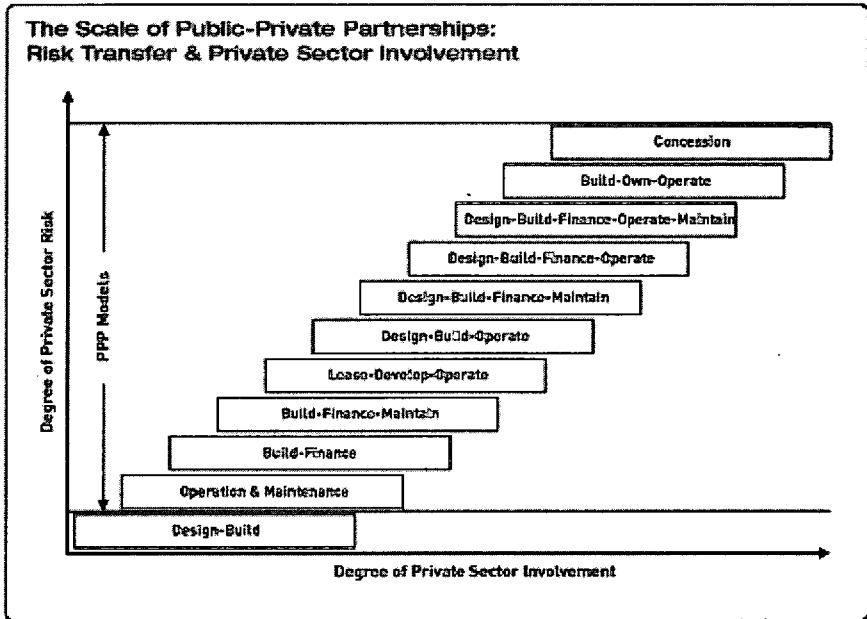 The Scale of Public-Private Partnerships:
Risk Transfer & Private Sector Involvement
Degree of Private Sector Risk
PPP Models
Concession
Build-Own-Operate
Design-Build-Finance-Operate-Maintain
Design-Build-Finance-Operate
Design-Build-Finance-Maintain
Design-Build-Operate
Lease-Develop-Operate
Build-Finance-Maintain
Build-Finance
Operation & Maintenance
Design-Build
Degree of Private Sector Involvement